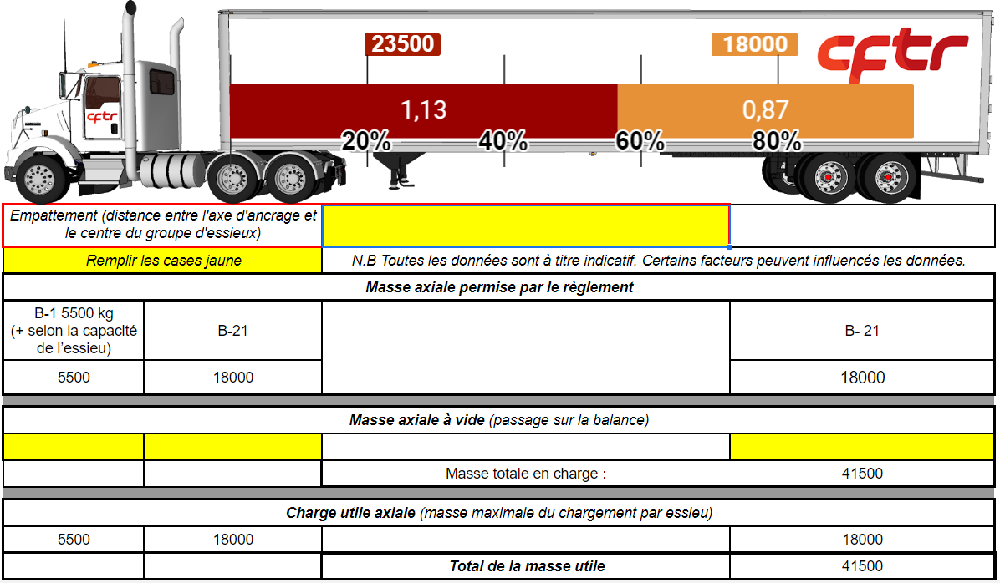 23500
18000
cftr
cftr
1,13
0,87
20%
40%
60%
80%
Empattement (distance entre l'axe d'ancrage et
le centre du groupe d'essieux)
Remplir les cases jaune
N.B Toutes les données sont à titre indicatif. Certains facteurs peuvent influencés les données.
Masse axiale permise par le règlement
B-1 5500 kg
(+ selon la capacité
de l'essieu)
B-21
B- 21
5500
18000
18000
Masse axiale à vide (passage sur la balance)
Masse totale en charge :
41500
Charge utile axiale (masse maximale du chargement par essieu)
5500
18000
18000
Total de la masse utile
41500